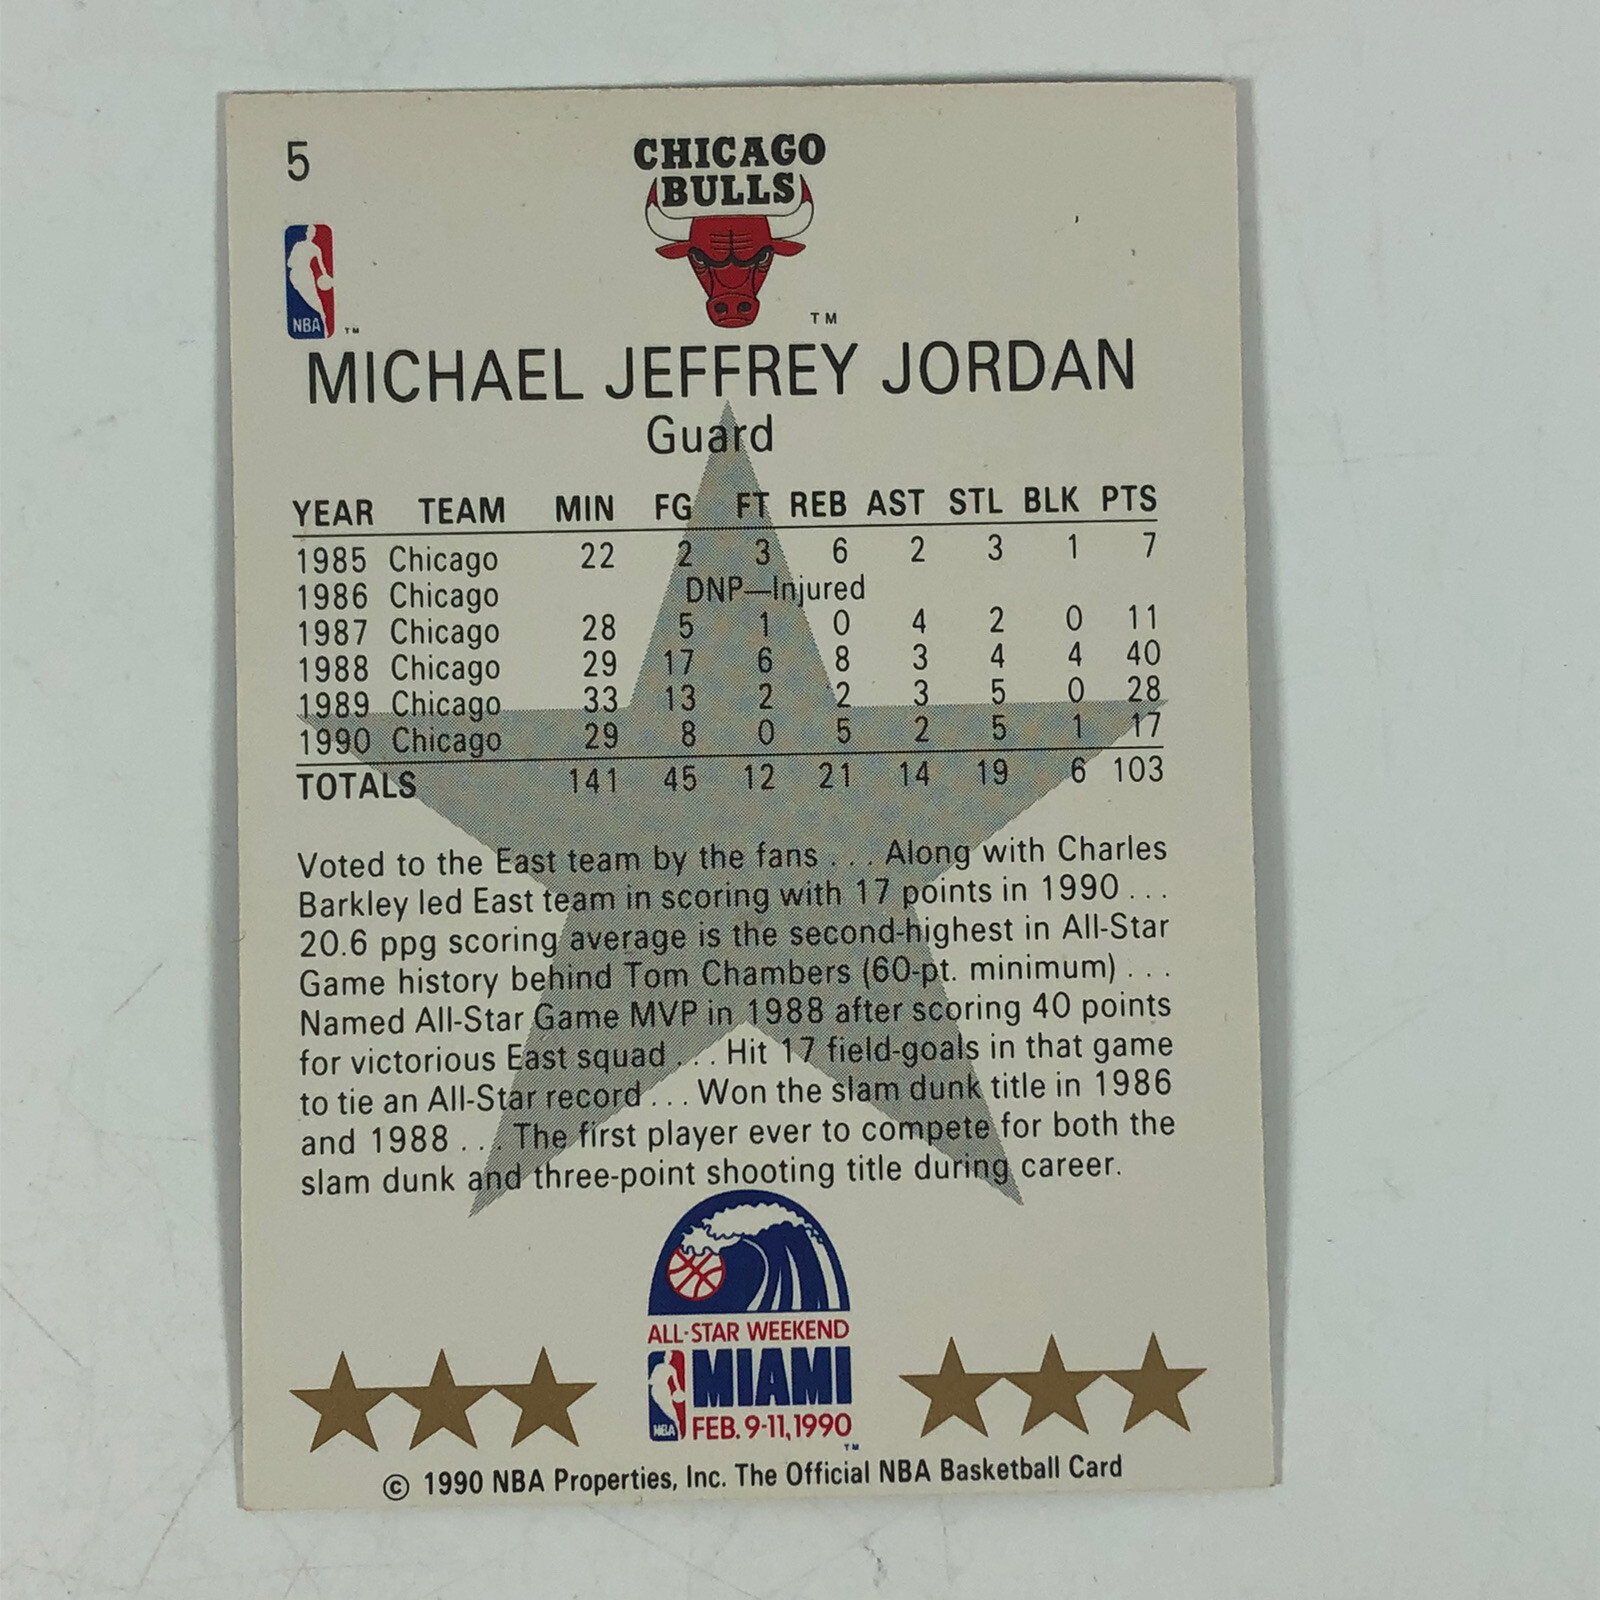 5
CHICAGO
BULLS
TM
NBA
TM
MICHAEL JEFFREY JORDAN
Guard
YEAR TEAM MIN FG FT REB AST STL BLK PTS
1985 Chicago 22 2 3 6 2 3 1 7
1986 Chicago DNP—Injured
1987 Chicago 28 5 1 0 4 2 0 11
1988 Chicago 29 17 6 8 3 4 4 40
1989 Chicago 33 13 2 2 3 5 0 28
1990 Chicago 29 8 0 5 2 5 1 17
TOTALS 141 45 12 21 14 19 6 103
Voted to the East team by the fans . . . Along with Charles
Barkley led East team in scoring with 17 points in 1990 . . .
20.6 ppg scoring average is the second-highest in All-Star
Game history behind Tom Chambers (60-pt. minimum) . . .
Named All-Star Game MVP in 1988 after scoring 40 points
for victorious East squad . . . Hit 17 field-goals in that game
to tie an All-Star record . . . Won the slam dunk title in 1986
and 1988 . . . The first player ever to compete for both the
slam dunk and three-point shooting title during career.
ALL-STAR WEEKEND
MIAMI
NBA FEB. 9-11, 1990
TM
© 1990 NBA Properties, Inc. The Official NBA Basketball Card